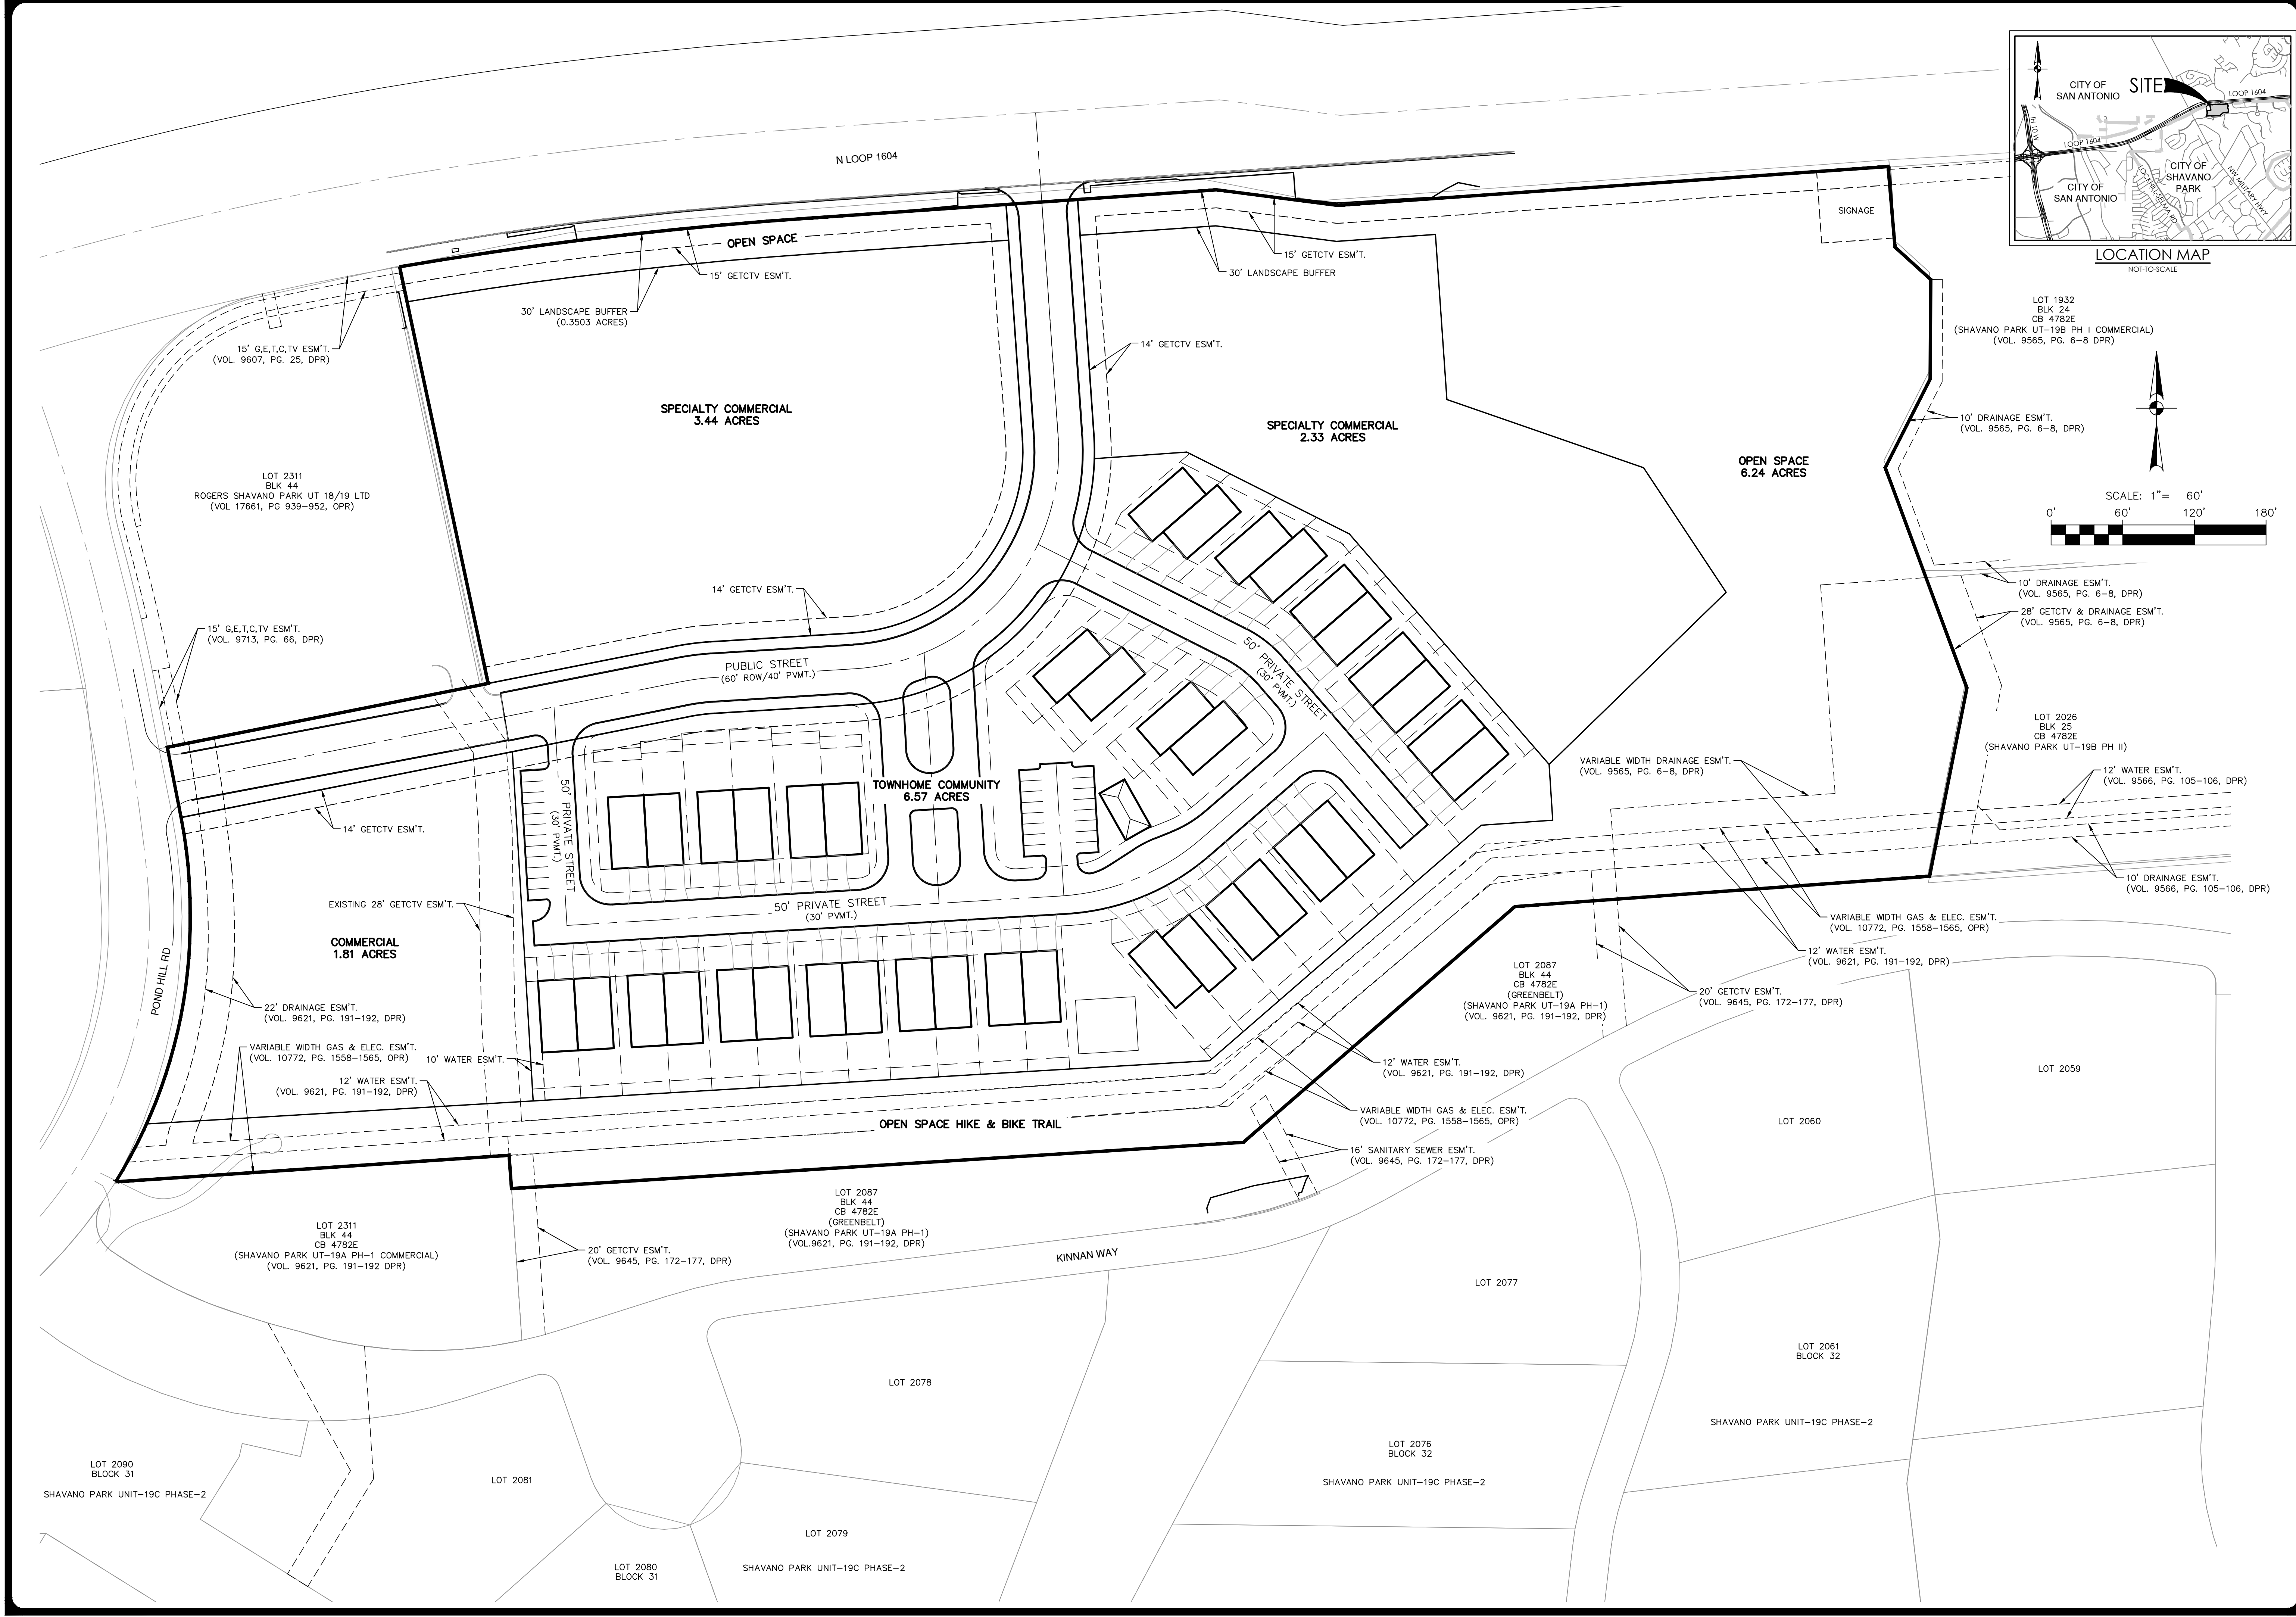 CITY OF
SAN ANTONIO
SITE
LOOP 1604
IH 10 W
LOOP 1604
CITY OF
SHAVANO
PARK
CITY OF
SAN ANTONIO
LOCKHILL-SELMA RD
NW MILITARY HWY
LOCATION MAP
NOT-TO-SCALE
N LOOP 1604
SIGNAGE
OPEN SPACE
15' GETCTV ESM'T.
30' LANDSCAPE BUFFER
(0.3503 ACRES)
15' GETCTV ESM'T.
30' LANDSCAPE BUFFER
15' G,E,T,C,TV ESM'T.
(VOL. 9607, PG. 25, DPR)
14' GETCTV ESM'T.
LOT 1932
BLK 24
CB 4782E
(SHAVANO PARK UT-19B PH I COMMERCIAL)
(VOL. 9565, PG. 6-8 DPR)
SPECIALTY COMMERCIAL
3.44 ACRES
SPECIALTY COMMERCIAL
2.33 ACRES
OPEN SPACE
6.24 ACRES
10' DRAINAGE ESM'T.
(VOL. 9565, PG. 6-8, DPR)
SCALE: 1"= 60'
0' 60' 120' 180'
LOT 2311
BLK 44
ROGERS SHAVANO PARK UT 18/19 LTD
(VOL 17661, PG 939-952, OPR)
14' GETCTV ESM'T.
10' DRAINAGE ESM'T.
(VOL. 9565, PG. 6-8, DPR)
28' GETCTV & DRAINAGE ESM'T.
(VOL. 9565, PG. 6-8, DPR)
15' G,E,T,C,TV ESM'T.
(VOL. 9713, PG. 66, DPR)
PUBLIC STREET
(60' ROW/40' PVMT.)
50' PRIVATE STREET
(30' PVMT.)
LOT 2026
BLK 25
CB 4782E
(SHAVANO PARK UT-19B PH II)
VARIABLE WIDTH DRAINAGE ESM'T.
(VOL. 9565, PG. 6-8, DPR)
12' WATER ESM'T.
(VOL. 9566, PG. 105-106, DPR)
TOWNHOME COMMUNITY
6.57 ACRES
50' PRIVATE STREET
(30' PVMT.)
14' GETCTV ESM'T.
10' DRAINAGE ESM'T.
(VOL. 9566, PG. 105-106, DPR)
EXISTING 28' GETCTV ESM'T.
50' PRIVATE STREET
(30' PVMT.)
VARIABLE WIDTH GAS & ELEC. ESM'T.
(VOL. 10772, PG. 1558-1565, OPR)
12' WATER ESM'T.
(VOL. 9621, PG. 191-192, DPR)
COMMERCIAL
1.81 ACRES
POND HILL RD
LOT 2087
BLK 44
CB 4782E
(GREENBELT)
(SHAVANO PARK UT-19A PH-1)
(VOL. 9621, PG. 191-192, DPR)
20' GETCTV ESM'T.
(VOL. 9645, PG. 172-177, DPR)
22' DRAINAGE ESM'T.
(VOL. 9621, PG. 191-192, DPR)
VARIABLE WIDTH GAS & ELEC. ESM'T.
(VOL. 10772, PG. 1558-1565, OPR)
10' WATER ESM'T.
12' WATER ESM'T.
(VOL. 9621, PG. 191-192, DPR)
12' WATER ESM'T.
(VOL. 9621, PG. 191-192, DPR)
LOT 2059
LOT 2060
VARIABLE WIDTH GAS & ELEC. ESM'T.
(VOL. 10772, PG. 1558-1565, OPR)
OPEN SPACE HIKE & BIKE TRAIL
16' SANITARY SEWER ESM'T.
(VOL. 9645, PG. 172-177, DPR)
LOT 2087
BLK 44
CB 4782E
(GREENBELT)
(SHAVANO PARK UT-19A PH-1)
(VOL.9621, PG. 191-192, DPR)
LOT 2311
BLK 44
CB 4782E
(SHAVANO PARK UT-19A PH-1 COMMERCIAL)
(VOL. 9621, PG. 191-192 DPR)
20' GETCTV ESM'T.
(VOL. 9645, PG. 172-177, DPR)
KINNAN WAY
LOT 2077
LOT 2061
BLOCK 32
LOT 2078
SHAVANO PARK UNIT-19C PHASE-2
LOT 2076
BLOCK 32
SHAVANO PARK UNIT-19C PHASE-2
LOT 2090
BLOCK 31
SHAVANO PARK UNIT-19C PHASE-2
LOT 2081
LOT 2079
SHAVANO PARK UNIT-19C PHASE-2
LOT 2080
BLOCK 31